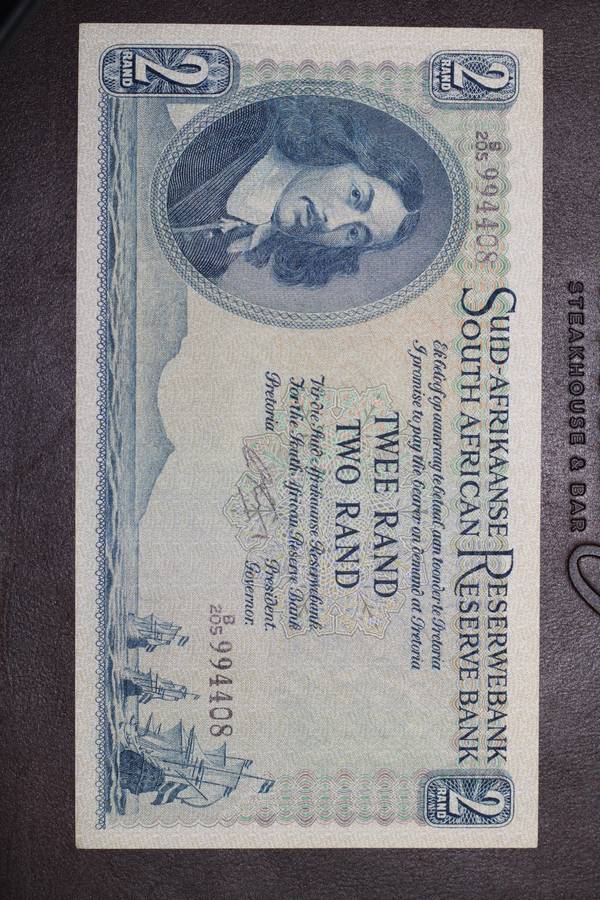 2
RAND
2
RAND
B
205 994408
SUID-AFRIKAANSE RESERWEBANK
SOUTH AFRICAN RESERVE BANK
Ek beloof op aanvraag te betaal aan toonder te Pretoria
I promise to pay the bearer on demand at Pretoria
TWEE RAND
TWO RAND
Vir die Suid-Afrikaanse Reserwebank
For the South African Reserve Bank
Pretoria.
President.
Governor.
B
205 994408
2
RAND
STEAKHOUSE & BAR